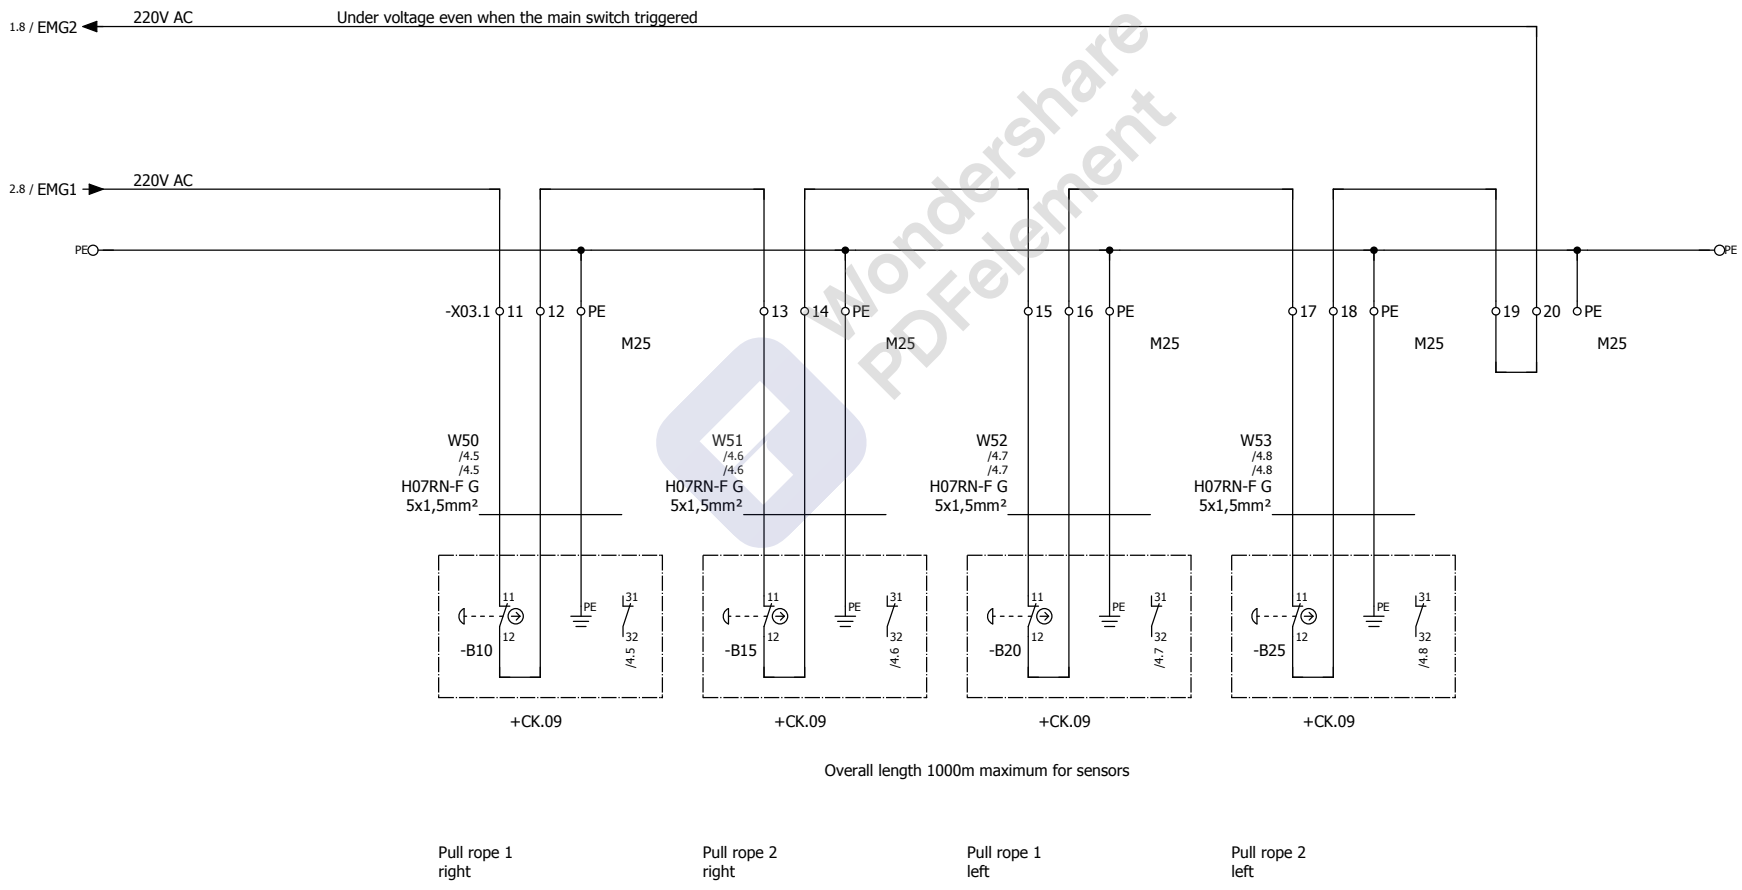 220V AC
Under voltage even when the main switch triggered
1.8 / EMG2
220V AC
2.8 / EMG1
PE
PE
-X03.1 11 12 PE
13 14 PE
15 16 PE
17 18 PE
19 20 PE
M25
M25
M25
M25
M25
W50
/4.5
/4.5
H07RN-F G
5x1,5mm²
W51
/4.6
/4.6
H07RN-F G
5x1,5mm²
W52
/4.7
/4.7
H07RN-F G
5x1,5mm²
W53
/4.8
/4.8
H07RN-F G
5x1,5mm²
11
12
-B10
PE
31
32
/4.5
11
12
-B15
PE
31
32
/4.6
11
12
-B20
PE
31
32
/4.7
11
12
-B25
PE
31
32
/4.8
+CK.09
+CK.09
+CK.09
+CK.09
Overall length 1000m maximum for sensors
Pull rope 1
right
Pull rope 2
right
Pull rope 1
left
Pull rope 2
left
Wondershare
PDFelement